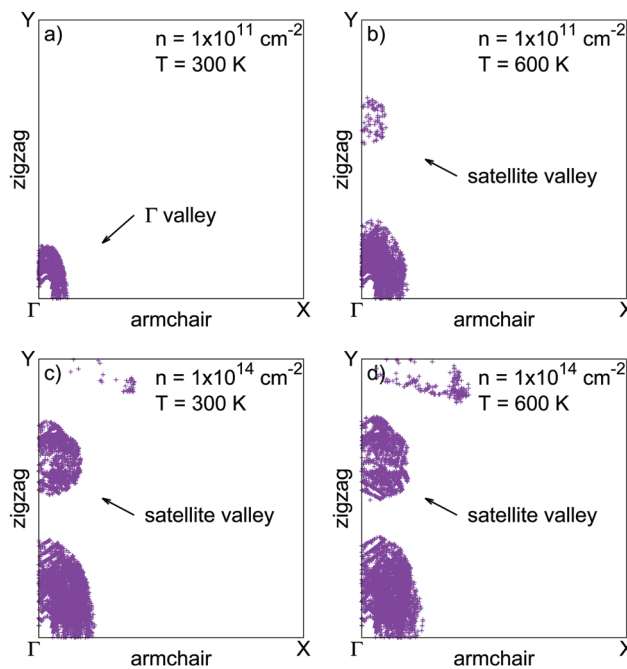 Y
a)
n = 1x10¹¹ cm⁻²
T = 300 K
zigzag
Γ valley
Γ
armchair
X
Y
b)
n = 1x10¹¹ cm⁻²
T = 600 K
zigzag
satellite valley
Γ
armchair
X
Y
c)
n = 1x10¹⁴ cm⁻²
T = 300 K
zigzag
satellite valley
Γ
armchair
X
Y
d)
n = 1x10¹⁴ cm⁻²
T = 600 K
zigzag
satellite valley
Γ
armchair
X